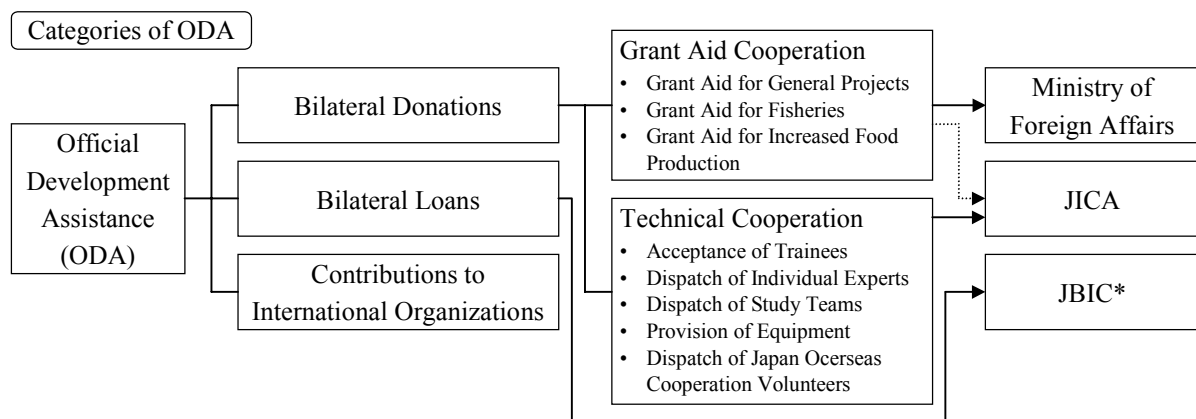 Categories of ODA
Official
Development
Assistance
(ODA)
Bilateral Donations
Bilateral Loans
Contributions to
International Organizations
Grant Aid Cooperation
• Grant Aid for General Projects
• Grant Aid for Fisheries
• Grant Aid for Increased Food
Production
Technical Cooperation
• Acceptance of Trainees
• Dispatch of Individual Experts
• Dispatch of Study Teams
• Provision of Equipment
• Dispatch of Japan Ocerseas
Cooperation Volunteers
Ministry of
Foreign Affairs
JICA
JBIC*